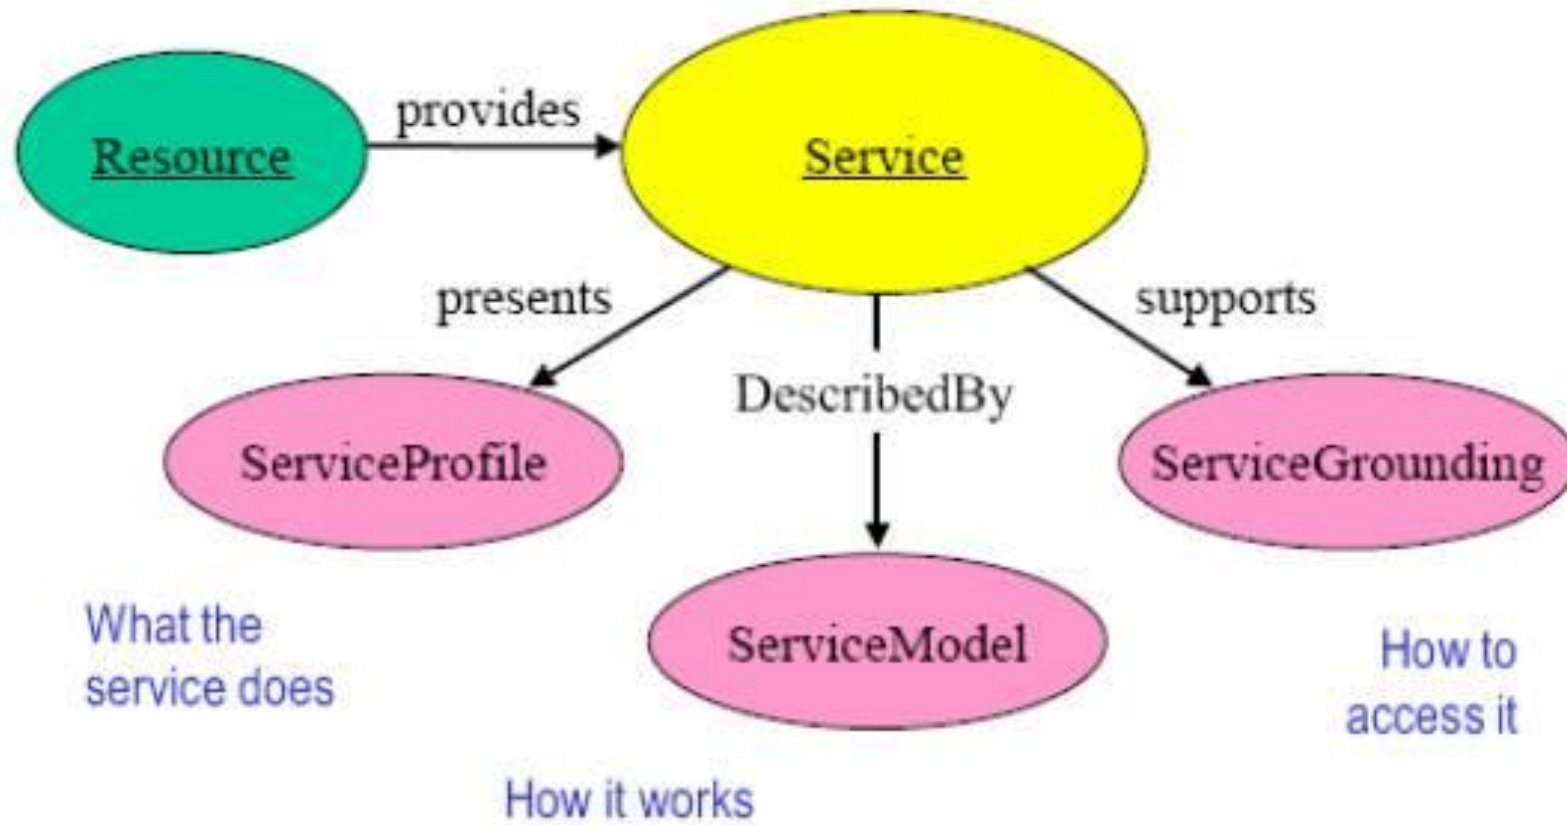 provides
Resource
Service
presents
supports
DescribedBy
ServiceProfile
ServiceGrounding
What the
service does
ServiceModel
How to
access it
How it works